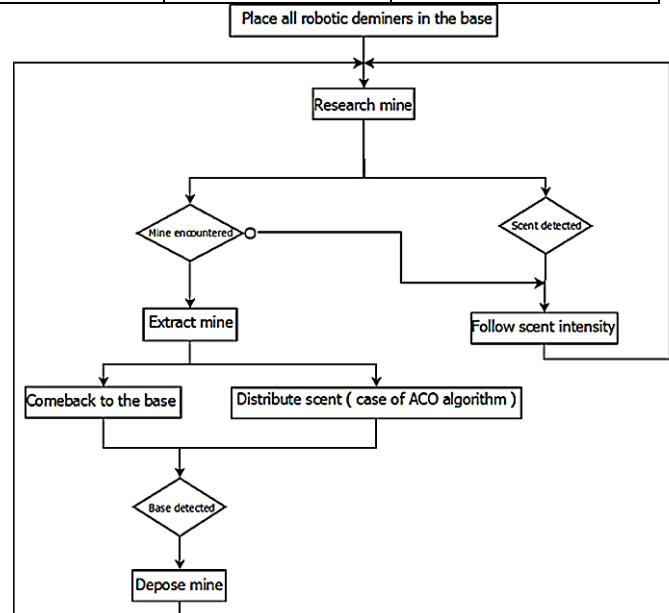 Place all robotic deminers in the base
Research mine
Mine encountered
Scent detected
Extract mine
Follow scent intensity
Comeback to the base
Distribute scent ( case of ACO algorithm )
Base detected
Depose mine